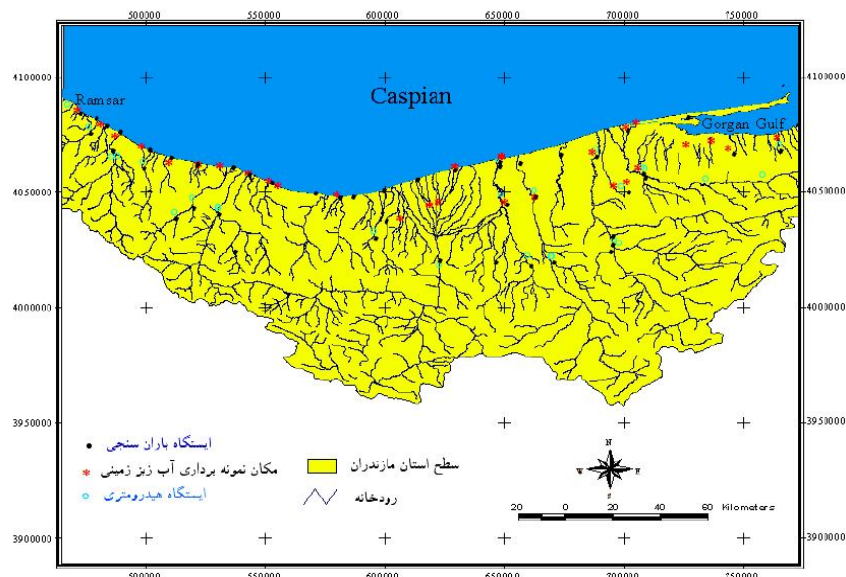 500000 550000 600000 650000 700000 750000
4100000 4100000
Ramsar
Caspian
Gorgan Gulf
4050000 4050000
4000000 4000000
3950000 3950000
ایستگاه باران سنجی
مکان نمونه برداری آب زیز زمینی
ایستگاه هیدرومتری
سطح استان مازندران
رودخانه
N
W E
S
20 0 20 40 60 Kilometers
3900000 3900000
500000 550000 600000 650000 700000 750000